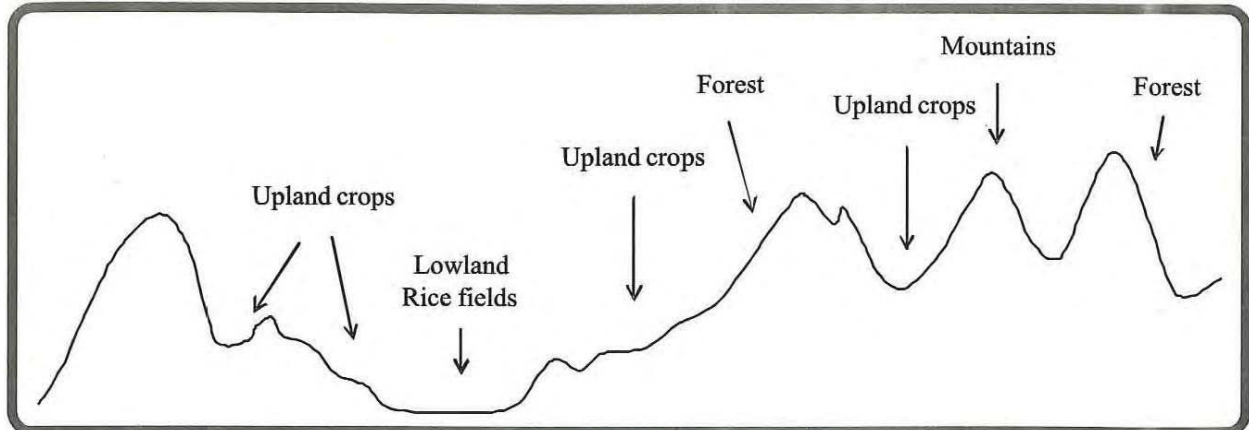 Mountains
Forest
Upland crops
Forest
Upland crops
Upland crops
Lowland
Rice fields